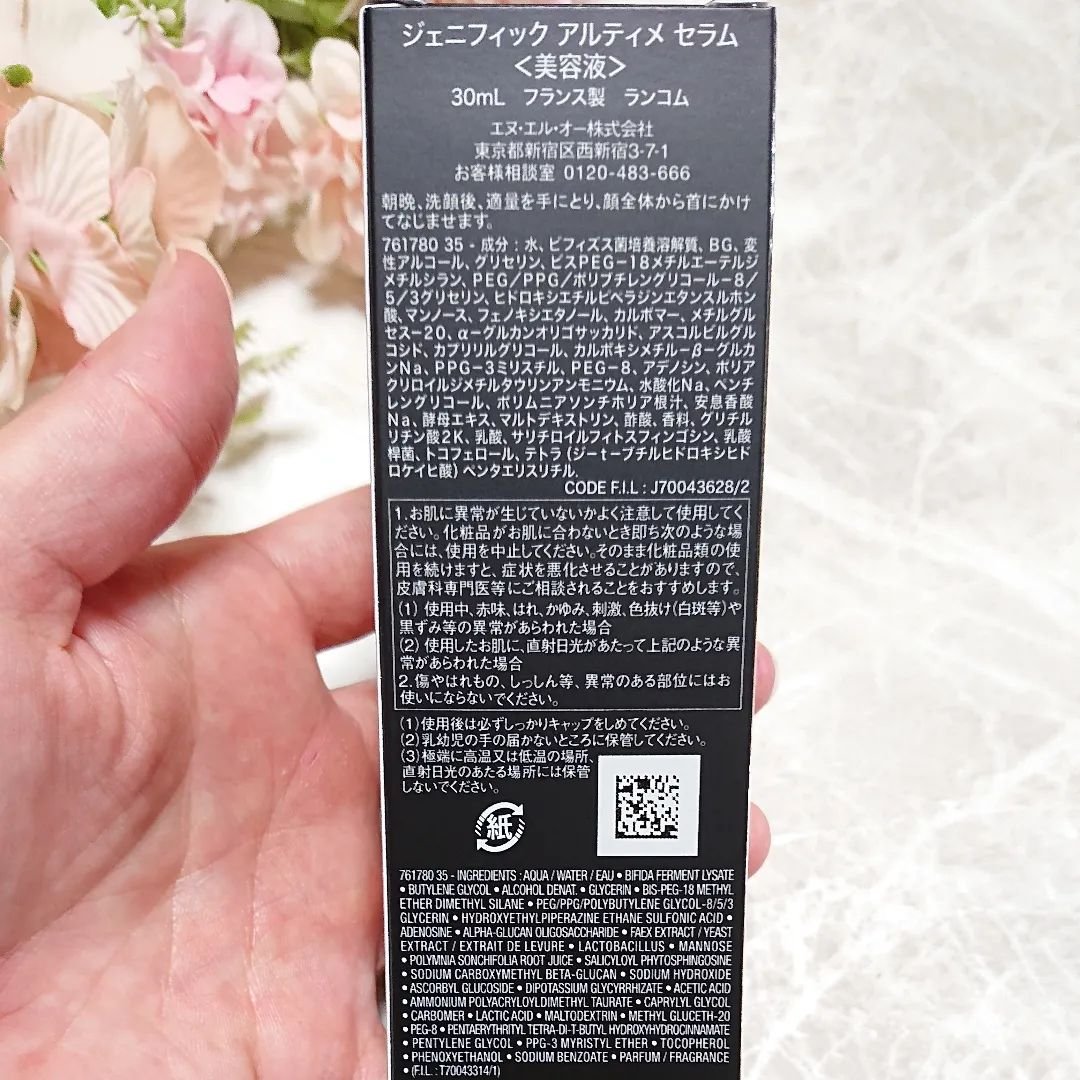 ジェニフィック アルティメ セラム
<美容液>
30mL フランス製 ランコム
エヌ・エル・オー株式会社
東京都新宿区西新宿3-7-1
お客様相談室 0120-483-666
朝晩、洗顔後、適量を手にとり、顔全体から首にかけ
てなじませます。
761780 35 - 成分：水、ビフィズス菌培養溶解質、BG、変
性アルコール、グリセリン、ビスPEG-18メチルエーテルジ
メチルシラン、PEG/PPG/ポリブチレングリコール-8/
5/3グリセリン、ヒドロキシエチルピペラジンエタンスルホン
酸、マンノース、フェノキシエタノール、カルボマー、メチルグル
セス-20、α-グルカンオリゴサッカリド、アスコルビルグル
コシド、カプリリルグリコール、カルボキシメチル-β-グルカ
ンNa、PPG-3ミリスチル、PEG-8、アデノシン、ポリア
クリロイルジメチルタウリンアンモニウム、水酸化Na、ペンチ
レングリコール、ポリムニアソンチホリア根汁、安息香酸
Na、酵母エキス、マルトデキストリン、酢酸、香料、グリチル
リチン酸2K、乳酸、サリチロイルフィトスフィンゴシン、乳酸
桿菌、トコフェロール、テトラ(ジ-t-ブチルヒドロキシヒド
ロケイヒ酸)ペンタエリスリチル.
CODE F.I.L : J70043628/2
1.お肌に異常が生じていないかよく注意して使用してく
ださい。化粧品がお肌に合わないとき即ち次のような場
合には、使用を中止してください。そのまま化粧品類の使
用を続けますと、症状を悪化させることがありますので、
皮膚科専門医等にご相談されることをおすすめします。
(1) 使用中、赤味、はれ、かゆみ、刺激、色抜け(白斑等)や
黒ずみ等の異常があらわれた場合
(2) 使用したお肌に、直射日光があたって上記のような異
常があらわれた場合
2.傷やはれもの、しっしん等、異常のある部位にはお
使いにならないでください。
(1)使用後は必ずしっかりキャップをしめてください。
(2)乳幼児の手の届かないところに保管してください。
(3)極端に高温又は低温の場所、
直射日光のあたる場所には保管
しないでください。
紙
761780 35 - INGREDIENTS : AQUA / WATER / EAU • BIFIDA FERMENT LYSATE
• BUTYLENE GLYCOL • ALCOHOL DENAT. • GLYCERIN • BIS-PEG-18 METHYL
ETHER DIMETHYL SILANE • PEG/PPG/POLYBUTYLENE GLYCOL-8/5/3
GLYCERIN • HYDROXYETHYLPIPERAZINE ETHANE SULFONIC ACID •
ADENOSINE • ALPHA-GLUCAN OLIGOSACCHARIDE • FAEX EXTRACT / YEAST
EXTRACT / EXTRAIT DE LEVURE • LACTOBACILLUS • MANNOSE
• POLYMNIA SONCHIFOLIA ROOT JUICE • SALICYLOYL PHYTOSPHINGOSINE
• SODIUM CARBOXYMETHYL BETA-GLUCAN • SODIUM HYDROXIDE
• ASCORBYL GLUCOSIDE • DIPOTASSIUM GLYCYRRHIZATE • ACETIC ACID
• AMMONIUM POLYACRYLOYLDIMETHYL TAURATE • CAPRYLYL GLYCOL
• CARBOMER • LACTIC ACID • MALTODEXTRIN • METHYL GLUCETH-20
• PEG-8 • PENTAERYTHRITYL TETRA-DI-T-BUTYL HYDROXYHYDROCINNAMATE
• PENTYLENE GLYCOL • PPG-3 MYRISTYL ETHER • TOCOPHEROL
• PHENOXYETHANOL • SODIUM BENZOATE • PARFUM / FRAGRANCE
• (F.I.L : T70043314/1)